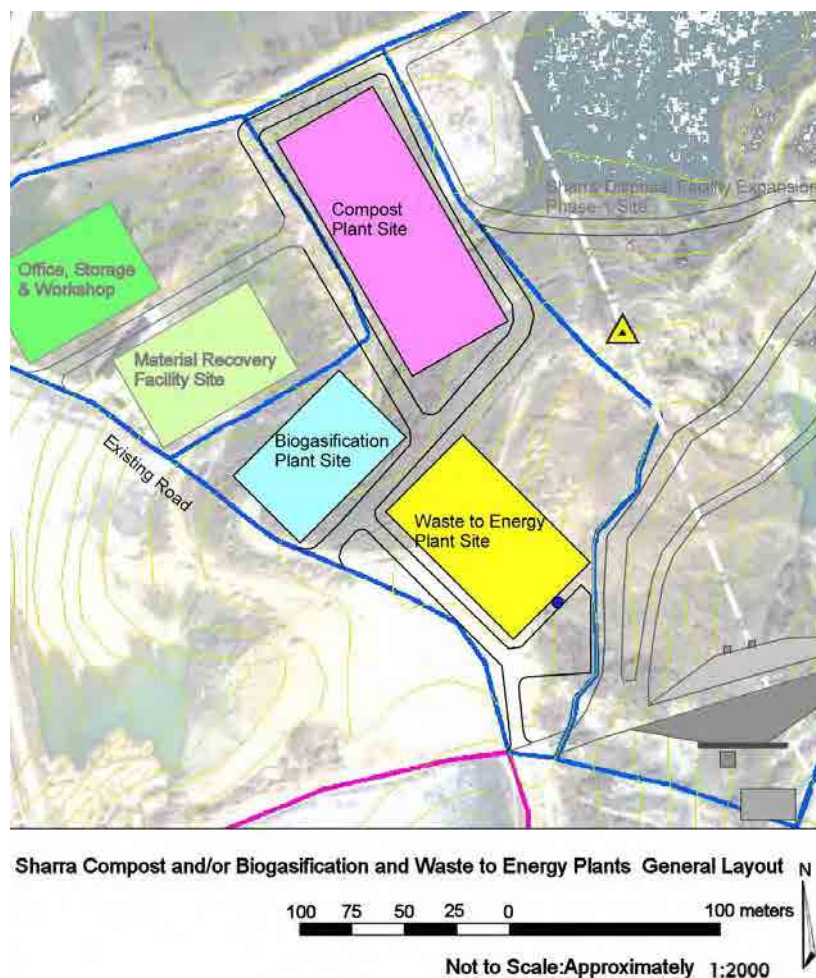 Sharra Disposal Facility Expansion
Phase 1 Site
Compost
Plant Site
Office, Storage
& Workshop
Material Recovery
Facility Site
Biogasification
Plant Site
Existing Road
Waste to Energy
Plant Site
Sharra Compost and/or Biogasification and Waste to Energy Plants General Layout
N
100 75 50 25 0 100 meters
Not to Scale:Approximately 1:2000